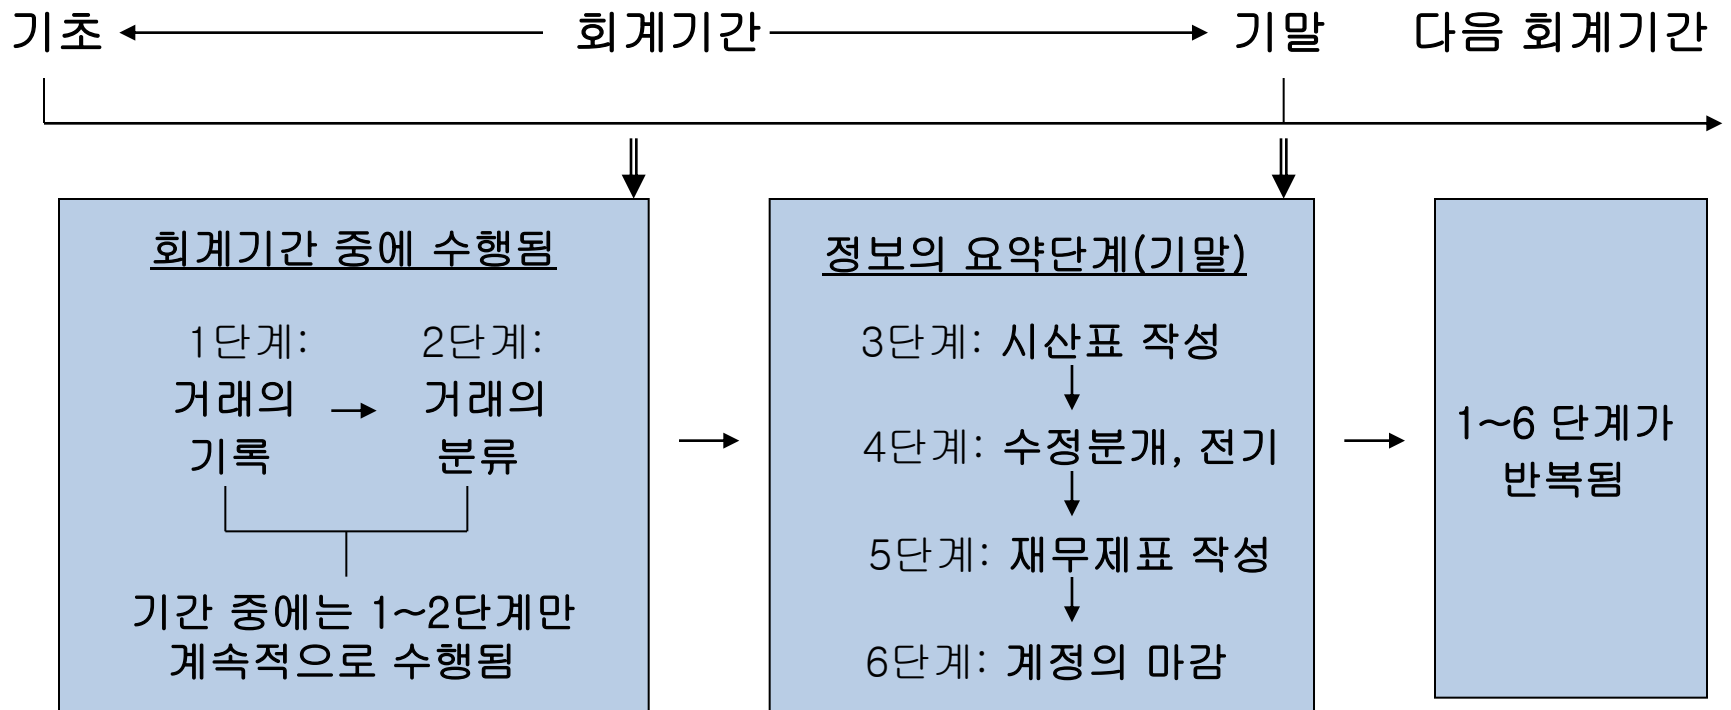 기초 회계기간 기말 다음 회계기간
회계기간 중에 수행됨
1단계:
거래의
기록
2단계:
거래의
분류
기간 중에는 1~2단계만
계속적으로 수행됨
정보의 요약단계(기말)
3단계: 시산표 작성
4단계: 수정분개, 전기
5단계: 재무제표 작성
6단계: 계정의 마감
1~6 단계가
반복됨